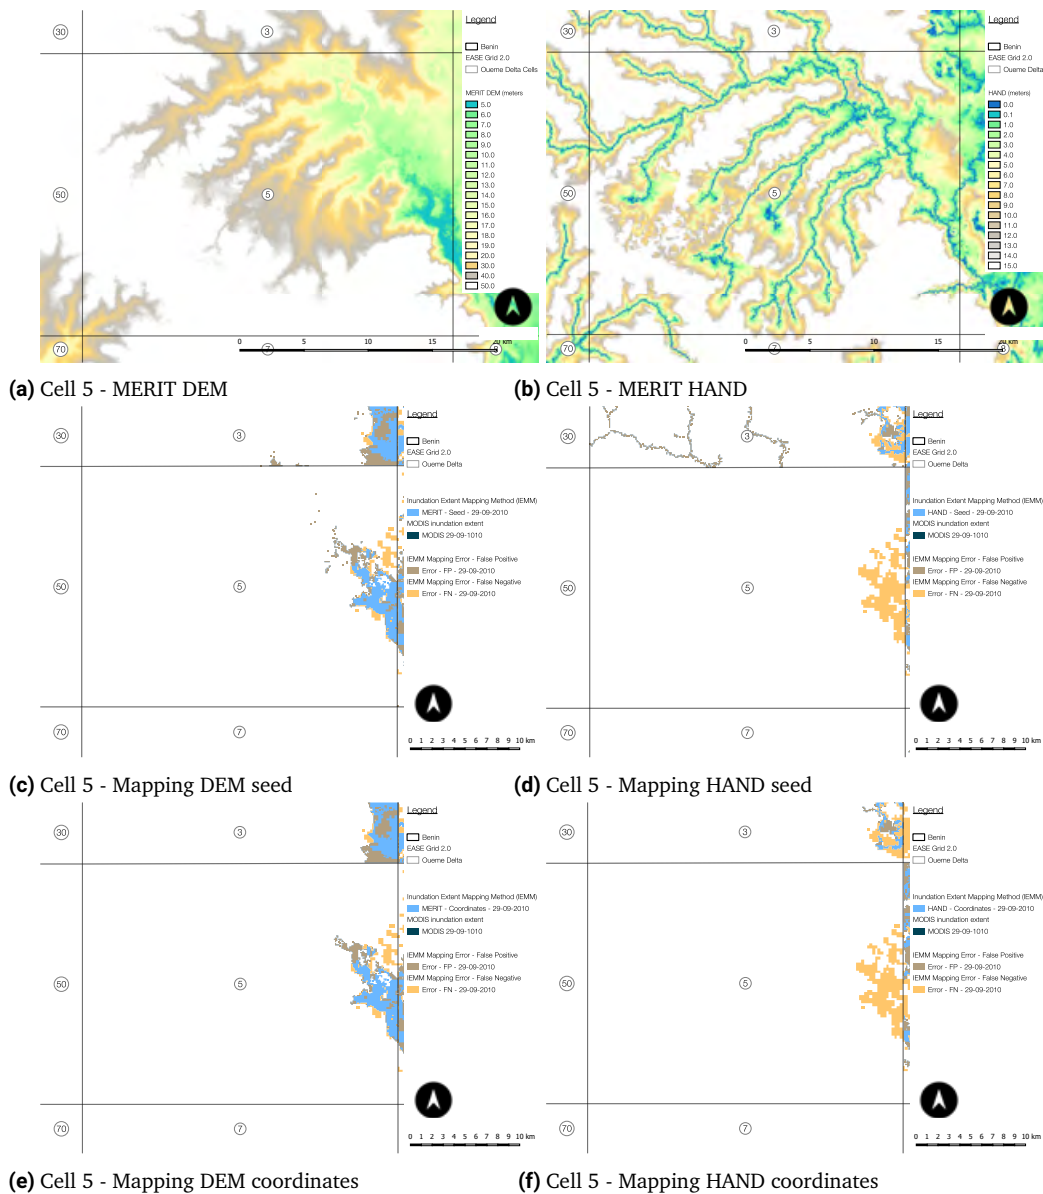 30
3
50
5
70
7
8
Legend
Benin
EASE Grid 2.0
Oueme Delta Cells
MERIT DEM (meters
5.0
6.0
7.0
8.0
9.0
10.0
11.0
12.0
13.0
14.0
15.0
16.0
17.0
18.0
19.0
20.0
30.0
40.0
50.0
0 5 10 15 20 km
(a) Cell 5 - MERIT DEM
30
3
50
5
70
7
8
Legend
Benin
EASE Grid 2.0
Oueme Delta Cells
HAND (meters)
0.0
0.1
1.0
2.0
3.0
4.0
5.0
6.0
7.0
8.0
9.0
10.0
11.0
12.0
13.0
14.0
15.0
0 5 10 15 20 km
(b) Cell 5 - MERIT HAND
30
3
50
5
70
7
Legend
Benin
EASE Grid 2.0
Oueme Delta
Inundation Extent Mapping Method (IEMM)
MERIT - Seed - 29-09-2010
MODIS inundation extent
MODIS 29-09-1010
IEMM Mapping Error - False Positive
Error - FP - 29-09-2010
IEMM Mapping Error - False Negative
Error - FN - 29-09-2010
0 1 2 3 4 5 6 7 8 9 10 km
(c) Cell 5 - Mapping DEM seed
30
3
50
5
70
7
Legend
Benin
EASE Grid 2.0
Oueme Delta
Inundation Extent Mapping Method (IEMM)
HAND - Seed - 29-09-2010
MODIS inundation extent
MODIS 29-09-1010
IEMM Mapping Error - False Positive
Error - FP - 29-09-2010
IEMM Mapping Error - False Negative
Error - FN - 29-09-2010
0 1 2 3 4 5 6 7 8 9 10 km
(d) Cell 5 - Mapping HAND seed
30
3
50
5
70
7
Legend
Benin
EASE Grid 2.0
Oueme Delta
Inundation Extent Mapping Method (IEMM)
MERIT - Coordinates - 29-09-2010
MODIS inundation extent
MODIS 29-09-1010
IEMM Mapping Error - False Positive
Error - FP - 29-09-2010
IEMM Mapping Error - False Negative
Error - FN - 29-09-2010
0 1 2 3 4 5 6 7 8 9 10 km
(e) Cell 5 - Mapping DEM coordinates
30
3
50
5
70
7
Legend
Benin
EASE Grid 2.0
Oueme Delta
Inundation Extent Mapping Method (IEMM)
HAND - Coordinates - 29-09-2010
MODIS inundation extent
MODIS 29-09-1010
IEMM Mapping Error - False Positive
Error - FP - 29-09-2010
IEMM Mapping Error - False Negative
Error - FN - 29-09-2010
0 1 2 3 4 5 6 7 8 9 10 km
(f) Cell 5 - Mapping HAND coordinates